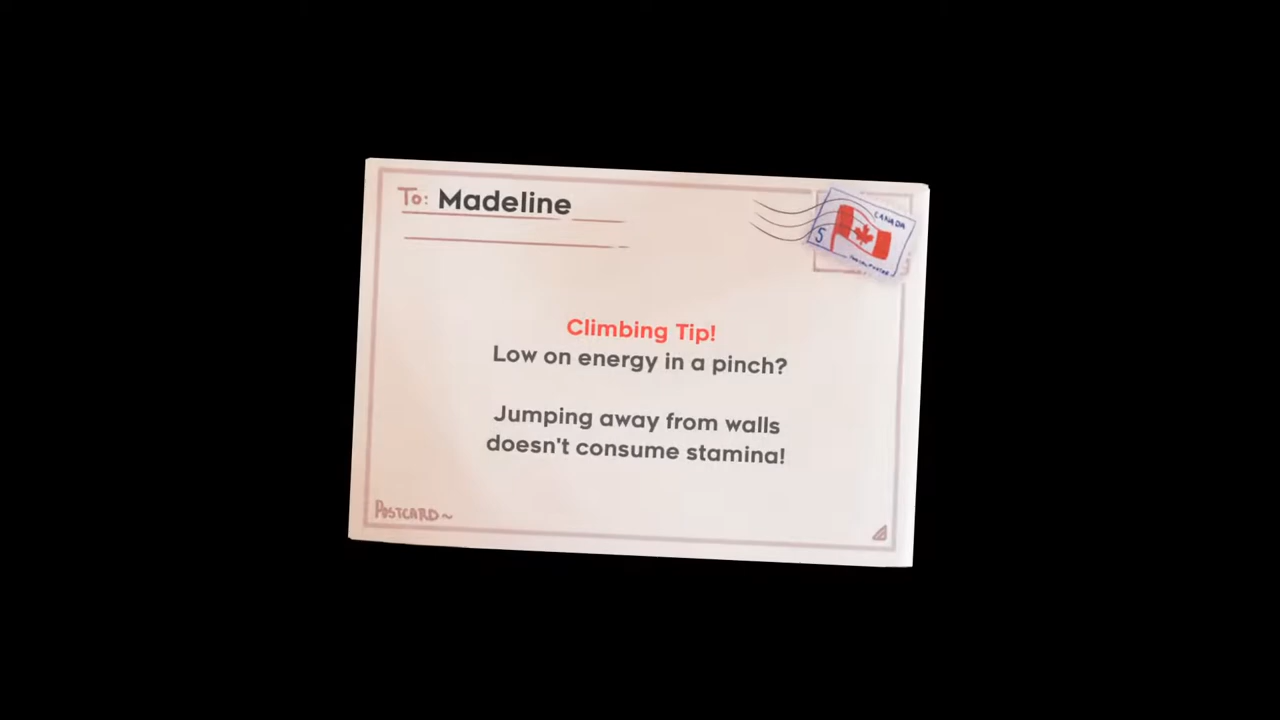 To: Madeline
CANADA
5
Climbing Tip!
Low on energy in a pinch?
Jumping away from walls
doesn't consume stamina!
POSTCARD~